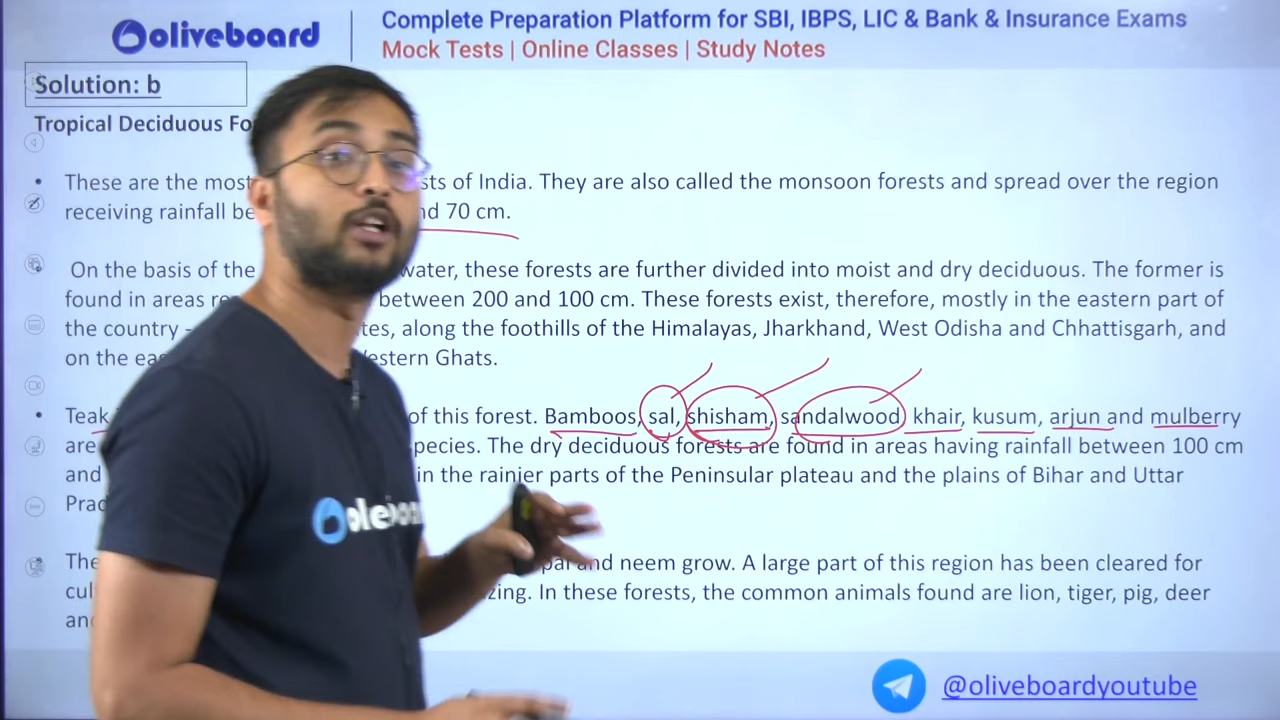 oliveboard
Complete Preparation Platform for SBI, IBPS, LIC & Bank & Insurance Exams
Mock Tests | Online Classes | Study Notes
Solution: b
Tropical Deciduous Fo
• These are the most sts of India. They are also called the monsoon forests and spread over the region
receiving rainfall be nd 70 cm.
On the basis of the water, these forests are further divided into moist and dry deciduous. The former is
found in areas re between 200 and 100 cm. These forests exist, therefore, mostly in the eastern part of
the country – tes, along the foothills of the Himalayas, Jharkhand, West Odisha and Chhattisgarh, and
on the eas Western Ghats.
• Teak of this forest. Bamboos, sal, shisham, sandalwood, khair, kusum, arjun and mulberry
are pecies. The dry deciduous forests are found in areas having rainfall between 100 cm
and in the rainier parts of the Peninsular plateau and the plains of Bihar and Uttar
Prad
• The pal and neem grow. A large part of this region has been cleared for
cul zing. In these forests, the common animals found are lion, tiger, pig, deer
and
@oliveboardyoutube